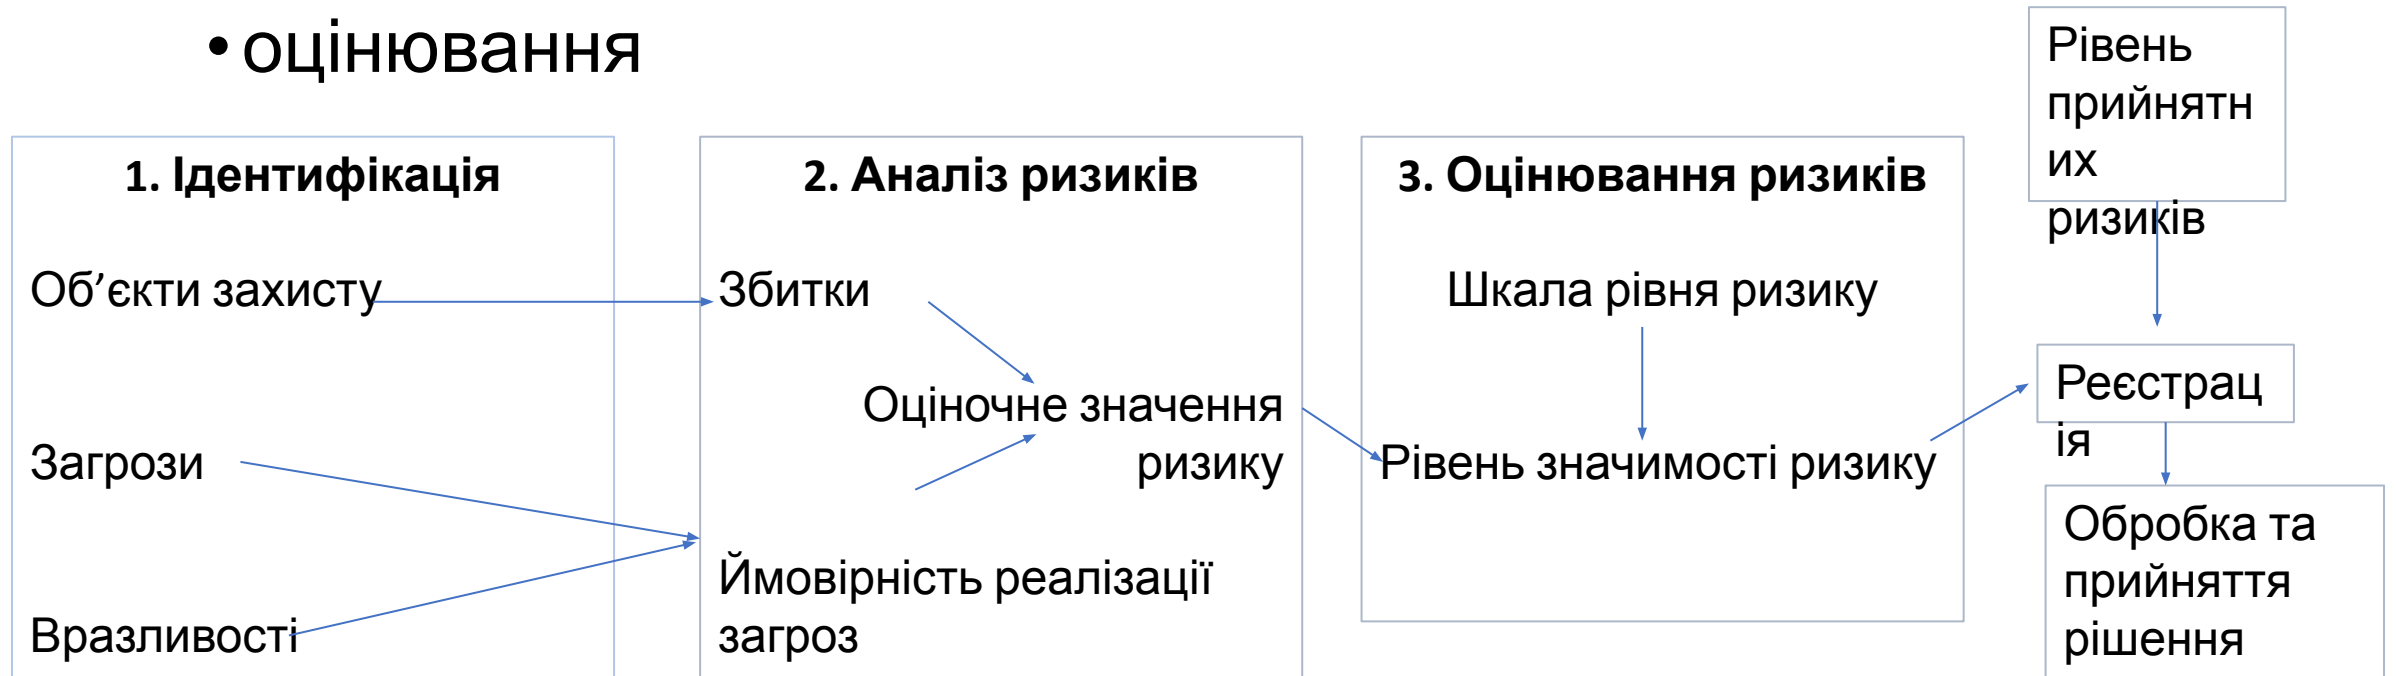 • оцінювання
1. Ідентифікація
Об’єкти захисту
Загрози
Вразливості
2. Аналіз ризиків
Збитки
Оціночне значення
ризику
Ймовірність реалізації
загроз
3. Оцінювання ризиків
Шкала рівня ризику
Рівень значимості ризику
Рівень
прийнятн
их
ризиків
Реєстрац
ія
Обробка та
прийняття
рішення